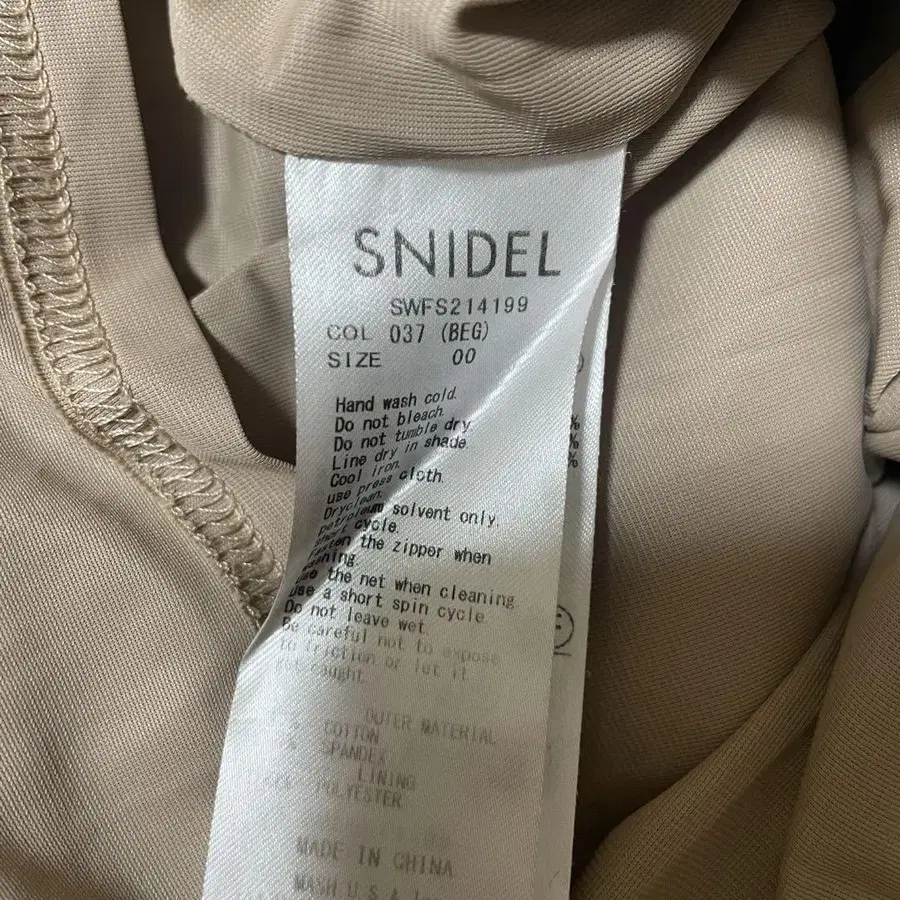 SNIDEL
SWFS214199
COL 037 (BEG)
SIZE 00
Hand wash cold.
Do not bleach.
Do not tumble dry.
Line dry in shade.
Cool iron.
use press cloth.
Dryclean.
petroleum solvent only.
short cycle.
Fasten the zipper when
washing.
Use the net when cleaning
Use a short spin cycle.
Do not leave wet.
Be careful not to expose
to friction or let it
caught.
OUTER MATERIAL
% COTTON
% SPANDEX
LINING
POLYESTER
MADE IN CHINA
MASH U.S.A
%
%
%